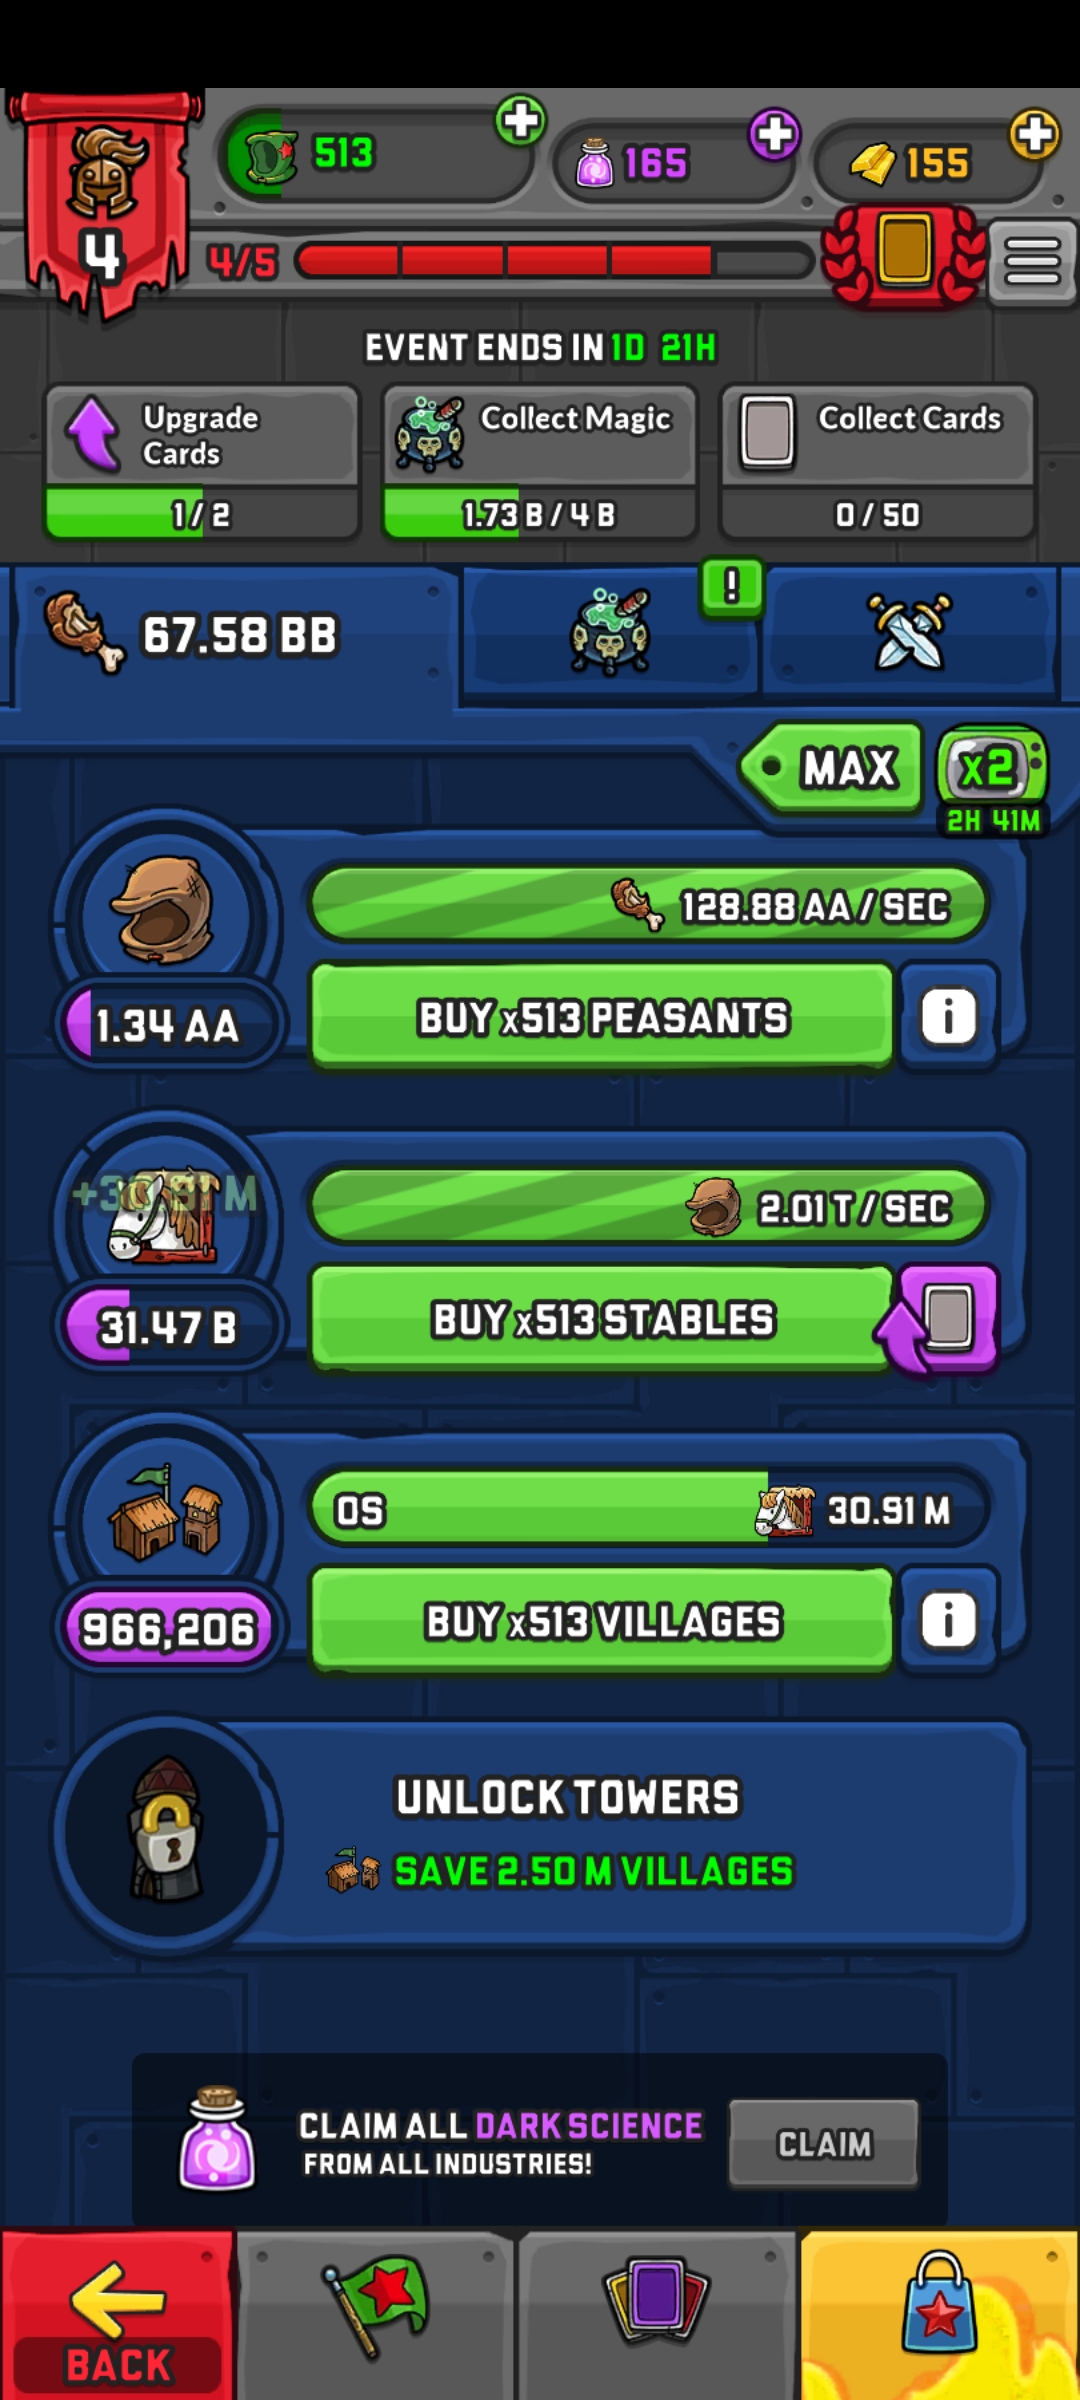 513
165
155
4
4/5
EVENT ENDS IN 1D 21H
Upgrade
Cards
1/2
Collect Magic
1.73 B / 4 B
Collect Cards
0 / 50
67.58 BB
!
MAX
x2
2H 41M
128.88 AA / SEC
1.34 AA
BUY x513 PEASANTS
i
2.01 T / SEC
31.47 B
BUY x513 STABLES
0S
30.91 M
966,206
BUY x513 VILLAGES
i
UNLOCK TOWERS
SAVE 2.50 M VILLAGES
CLAIM ALL DARK SCIENCE
FROM ALL INDUSTRIES!
CLAIM
BACK